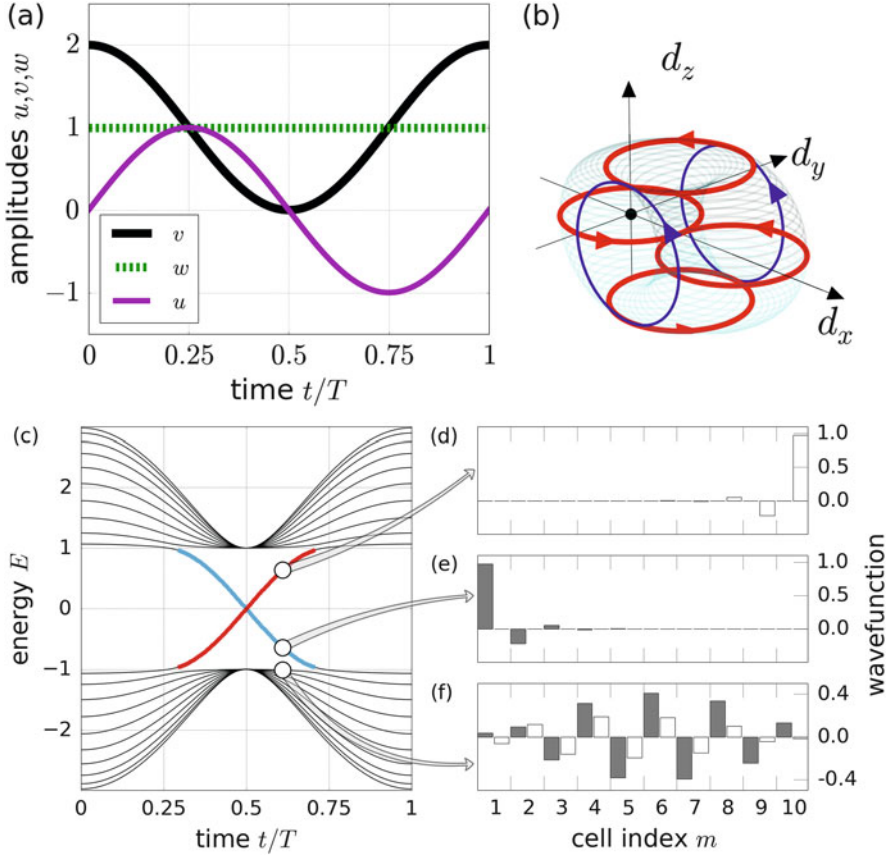 (a)
amplitudes u,v,w
2
1
0
−1
v
w
u
0
0.25
0.5
0.75
1
time t/T
(b)
d_z
d_y
d_x
(c)
energy E
2
1
0
−1
−2
0
0.25
0.5
0.75
1
time t/T
(d)
1.0
0.5
0.0
(e)
1.0
0.5
0.0
(f)
0.4
0.0
-0.4
wavefunction
1 2 3 4 5 6 7 8 9 10
cell index m